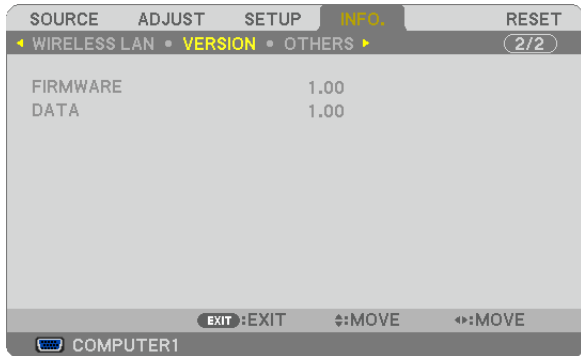 SOURCE ADJUST SETUP INFO. RESET
WIRELESS LAN • VERSION • OTHERS 2/2
FIRMWARE 1.00
DATA 1.00
EXIT :EXIT :MOVE :MOVE
COMPUTER1